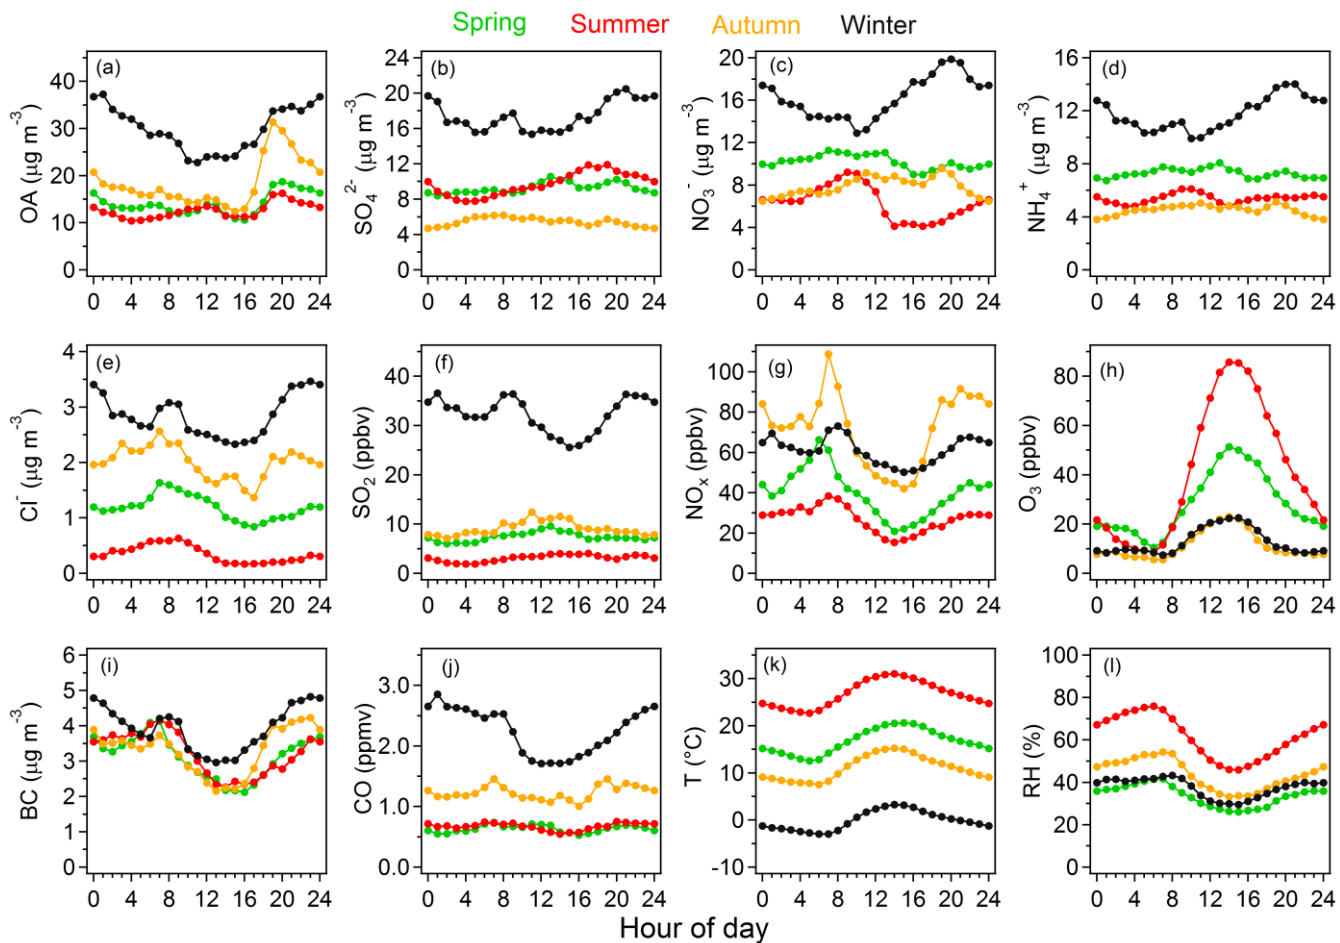 Spring Summer Autumn Winter
(a)
OA (µg m⁻³)
40
30
20
10
0
0 4 8 12 16 20 24
(b)
SO₄²⁻ (µg m⁻³)
24
20
16
12
8
4
0
0 4 8 12 16 20 24
(c)
NO₃⁻ (µg m⁻³)
20
16
12
8
4
0
0 4 8 12 16 20 24
(d)
NH₄⁺ (µg m⁻³)
16
12
8
4
0
0 4 8 12 16 20 24
(e)
Cl⁻ (µg m⁻³)
4
3
2
1
0
0 4 8 12 16 20 24
(f)
SO₂ (ppbv)
40
30
20
10
0
0 4 8 12 16 20 24
(g)
NOₓ (ppbv)
100
80
60
40
20
0
0 4 8 12 16 20 24
(h)
O₃ (ppbv)
80
60
40
20
0
0 4 8 12 16 20 24
(i)
BC (µg m⁻³)
6
5
4
3
2
1
0
0 4 8 12 16 20 24
(j)
CO (ppmv)
3.0
2.0
1.0
0.0
0 4 8 12 16 20 24
(k)
T (°C)
30
20
10
0
-10
0 4 8 12 16 20 24
(l)
RH (%)
100
80
60
40
20
0
0 4 8 12 16 20 24
Hour of day